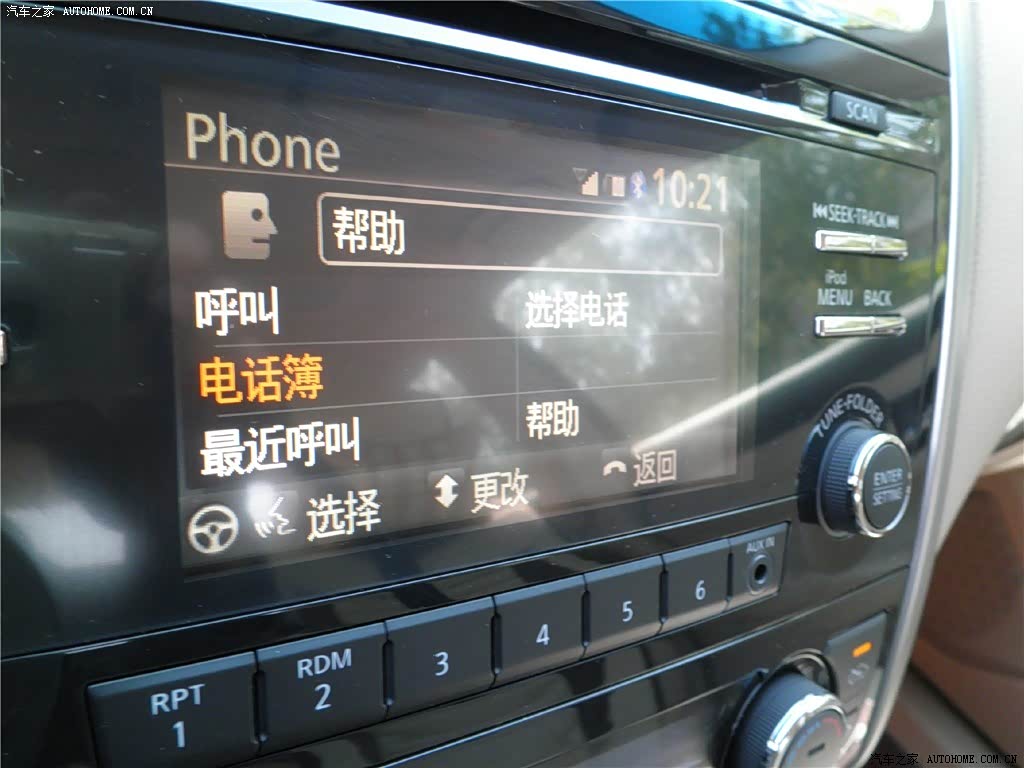 汽车之家 AUTOHOME.COM.CN
SCAN
Phone
10:21
SEEK·TRACK
帮助
iPod
MENU BACK
呼叫 选择电话
电话簿
最近呼叫 帮助
选择 更改 返回
TUNE·FOLDER
ENTER
SETTING
AUX IN
RPT
1
RDM
2
3
4
5
6
汽车之家 AUTOHOME.COM.CN